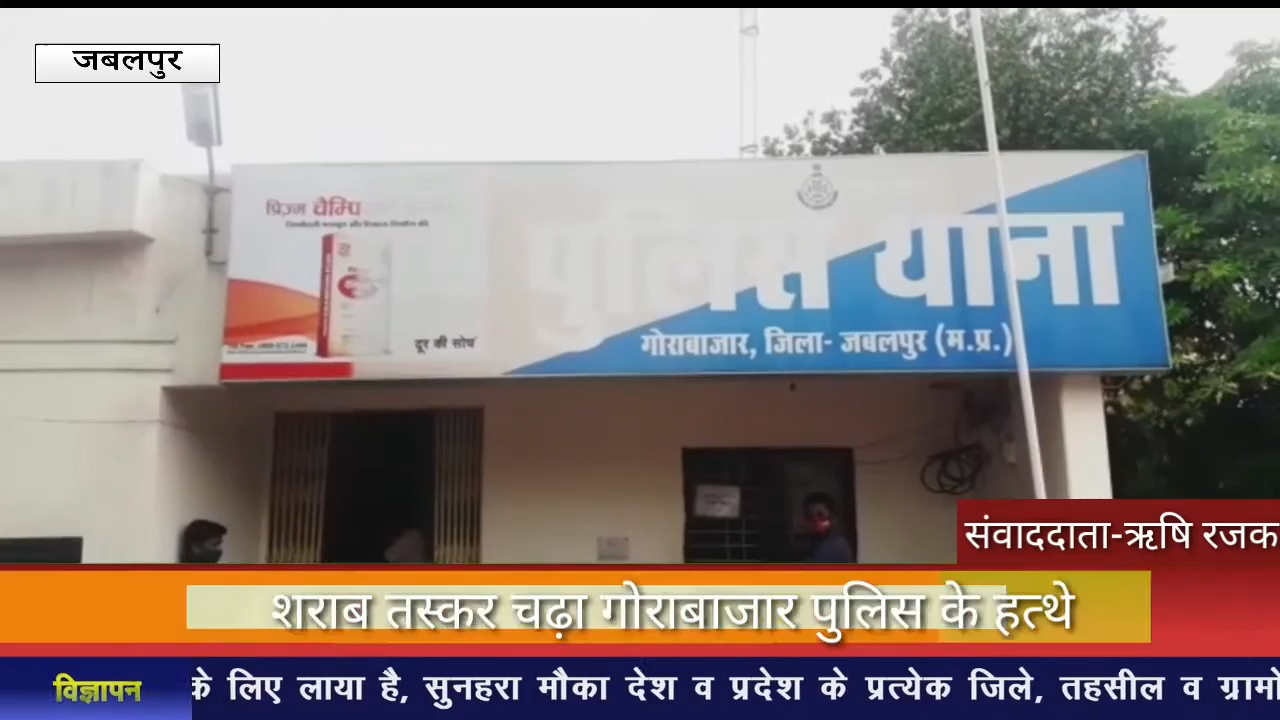 जबलपुर
प्रिज़्म चैम्पि
दूर की सोच
पुलिस थाना
गोराबाजार, जिला- जबलपुर (म.प्र.)
संवाददाता-ऋषि रजक
शराब तस्कर चढ़ा गोराबाजार पुलिस के हत्थे
विज्ञापन
के लिए लाया है, सुनहरा मौका देश व प्रदेश के प्रत्येक जिले, तहसील व ग्रामो